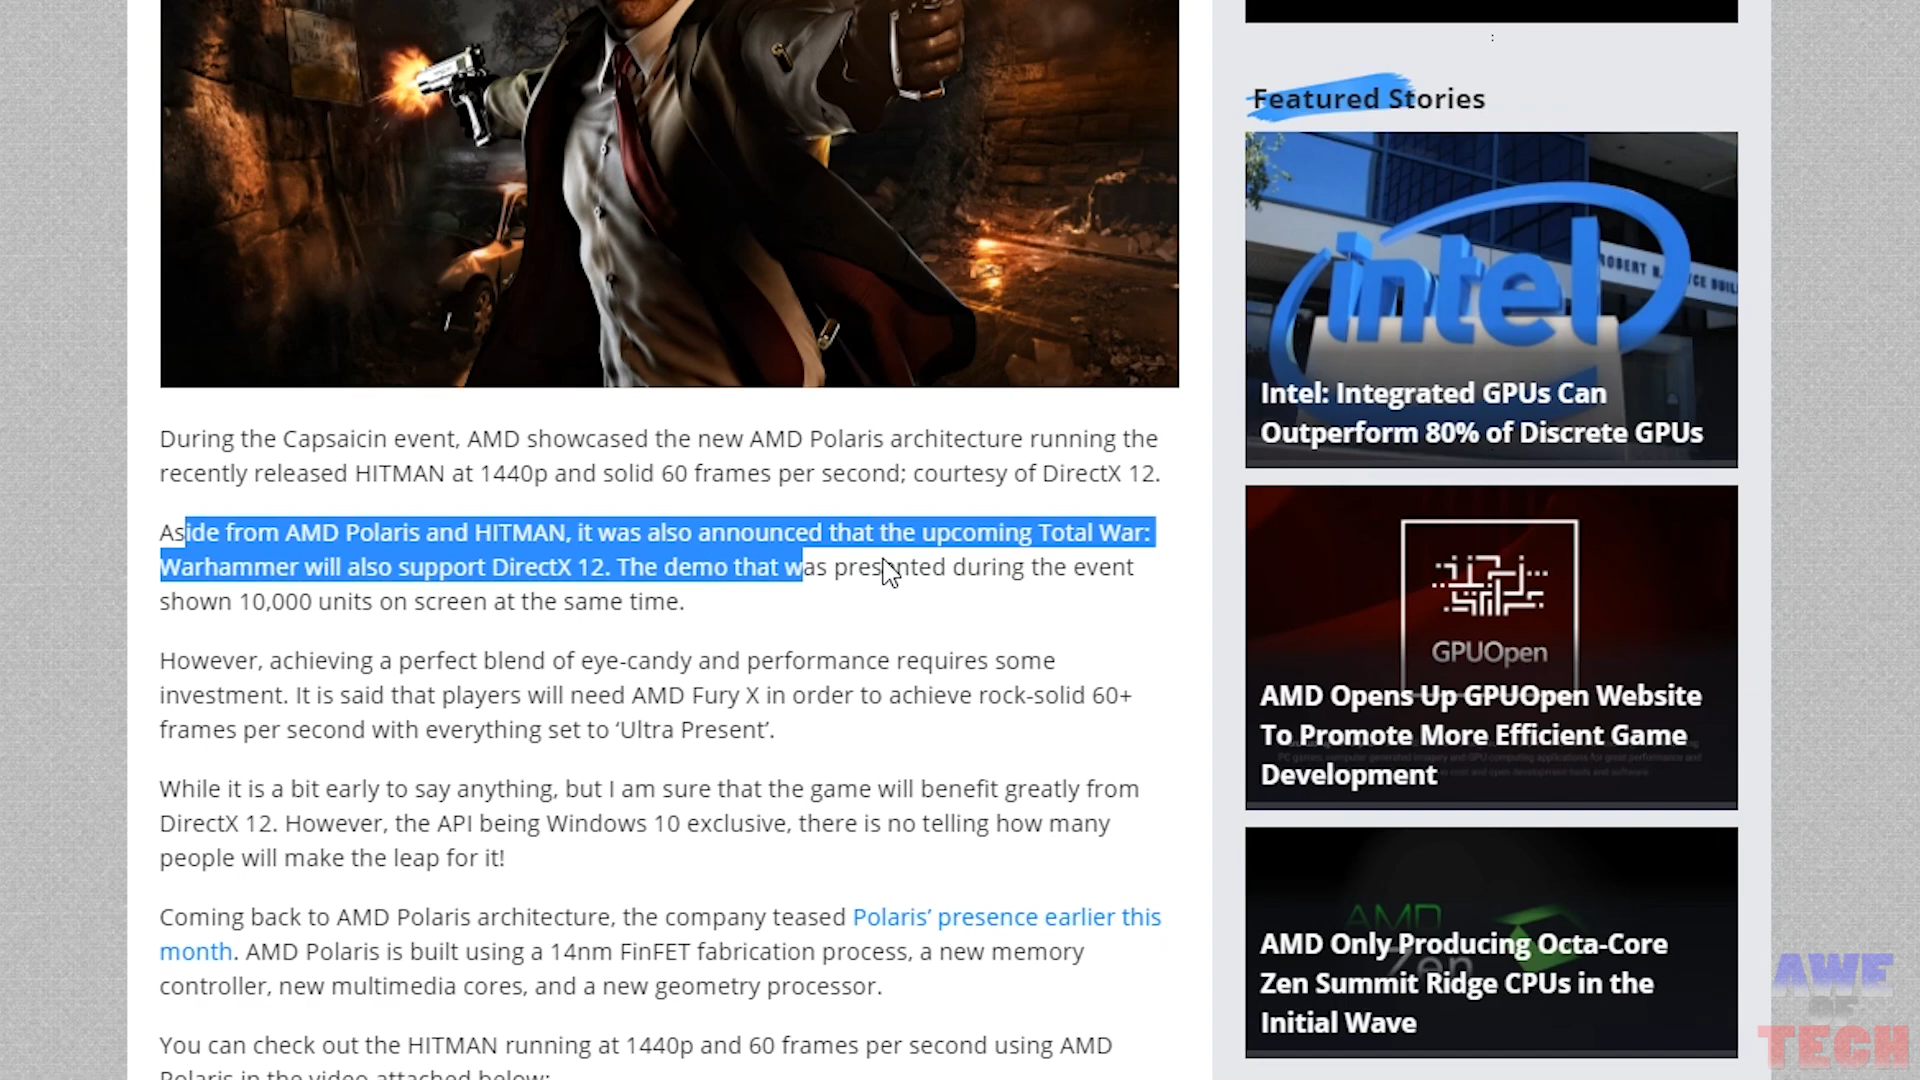 During the Capsaicin event, AMD showcased the new AMD Polaris architecture running the
recently released HITMAN at 1440p and solid 60 frames per second; courtesy of DirectX 12.
Aside from AMD Polaris and HITMAN, it was also announced that the upcoming Total War:
Warhammer will also support DirectX 12. The demo that was presented during the event
shown 10,000 units on screen at the same time.
However, achieving a perfect blend of eye-candy and performance requires some
investment. It is said that players will need AMD Fury X in order to achieve rock-solid 60+
frames per second with everything set to ‘Ultra Present’.
While it is a bit early to say anything, but I am sure that the game will benefit greatly from
DirectX 12. However, the API being Windows 10 exclusive, there is no telling how many
people will make the leap for it!
Coming back to AMD Polaris architecture, the company teased Polaris’ presence earlier this
month. AMD Polaris is built using a 14nm FinFET fabrication process, a new memory
controller, new multimedia cores, and a new geometry processor.
You can check out the HITMAN running at 1440p and 60 frames per second using AMD
Polaris in the video attached below:
:
Featured Stories
intel
ROBERT N.
Intel: Integrated GPUs Can
Outperform 80% of Discrete GPUs
GPUOpen
AMD Opens Up GPUOpen Website
To Promote More Efficient Game
Development
AMD
Zen
AMD Only Producing Octa-Core
Zen Summit Ridge CPUs in the
Initial Wave
AWE
OF
TECH